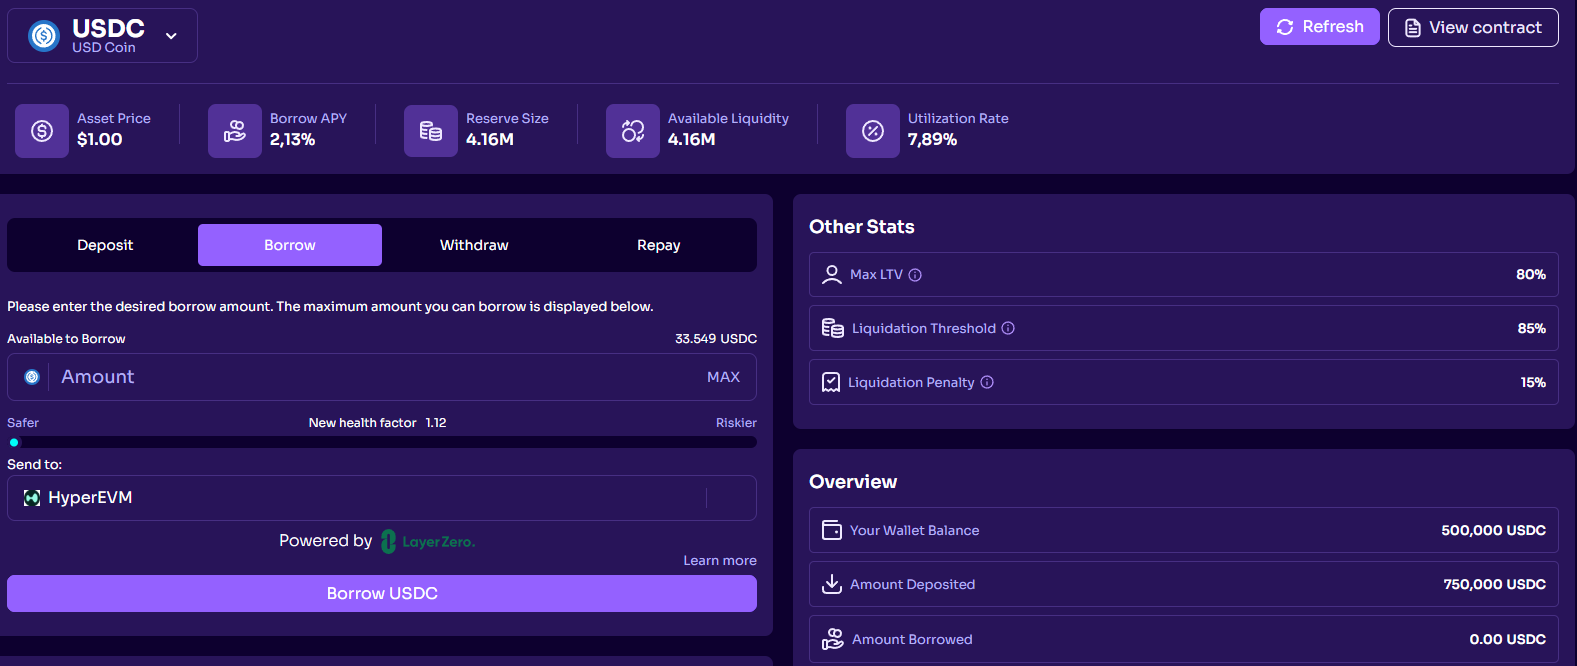 USDC
USD Coin
Refresh
View contract
Asset Price
$1.00
Borrow APY
2,13%
Reserve Size
4.16M
Available Liquidity
4.16M
Utilization Rate
7,89%
Deposit
Borrow
Withdraw
Repay
Please enter the desired borrow amount. The maximum amount you can borrow is displayed below.
Available to Borrow
33.549 USDC
Amount
MAX
Safer
New health factor 1.12
Riskier
Send to:
HyperEVM
Powered by LayerZero.
Learn more
Borrow USDC
Other Stats
Max LTV
80%
Liquidation Threshold
85%
Liquidation Penalty
15%
Overview
Your Wallet Balance
500,000 USDC
Amount Deposited
750,000 USDC
Amount Borrowed
0.00 USDC